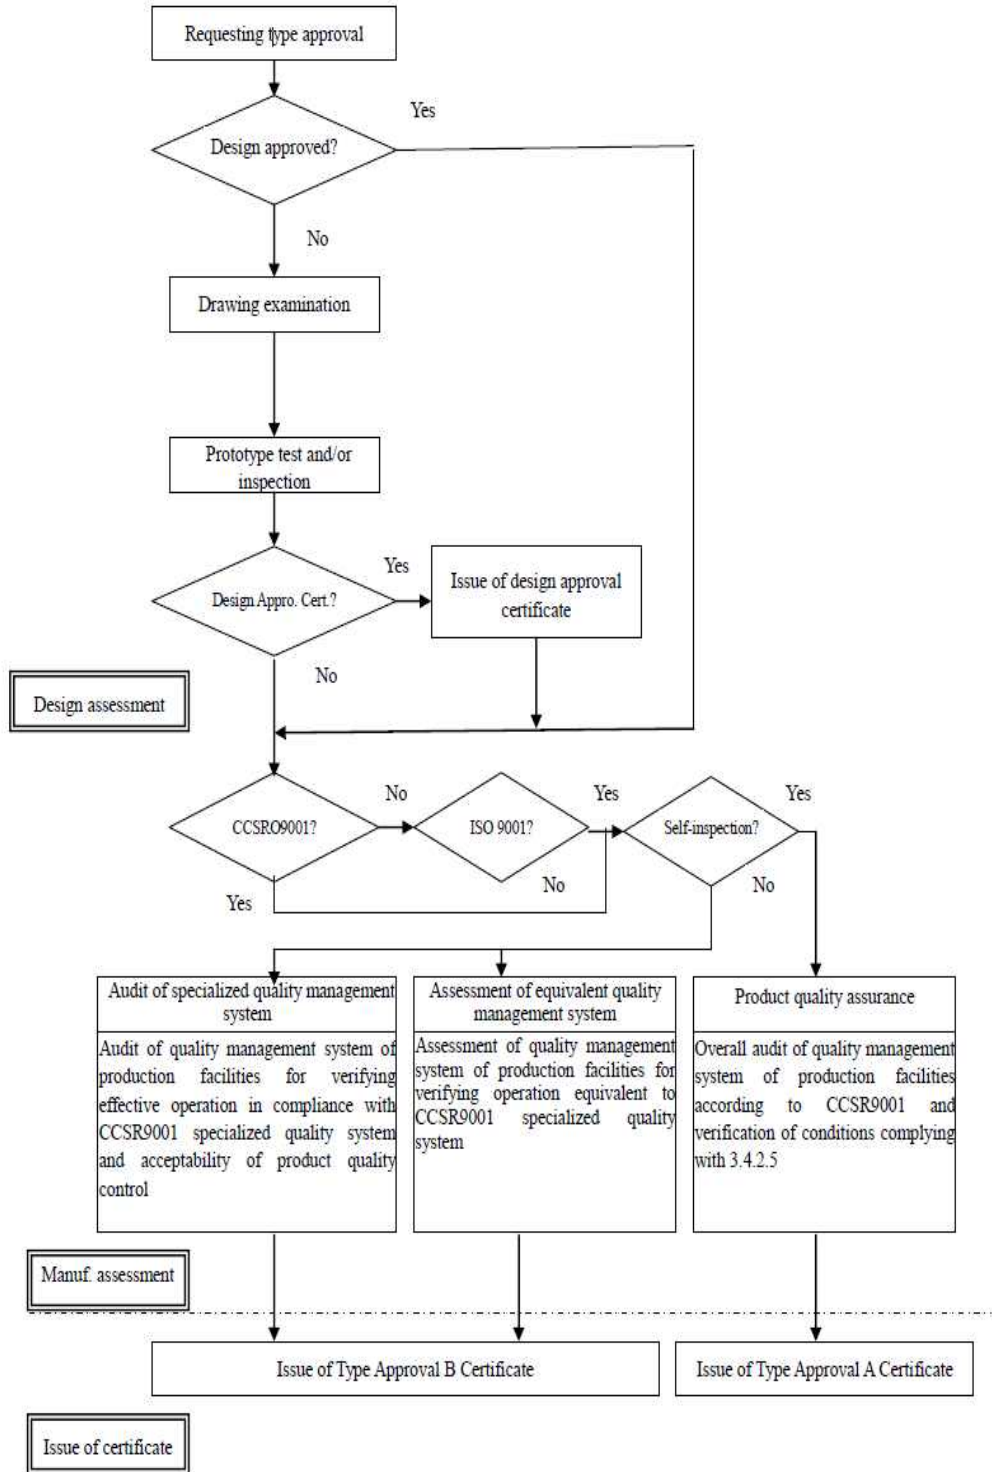 Requesting type approval
Yes
Design approved?
No
Drawing examination
Prototype test and/or
inspection
Yes
Issue of design approval
certificate
Design Appro. Cert.?
No
Design assessment
No
Yes
Yes
CCSRO9001?
ISO 9001?
Self-inspection?
No
No
Yes
Audit of specialized quality management
system
Audit of quality management system of
production facilities for verifying
effective operation in compliance with
CCSR9001 specialized quality system
and acceptability of product quality
control
Assessment of equivalent quality
management system
Assessment of quality management
system of production facilities for
verifying operation equivalent to
CCSR9001 specialized quality
system
Product quality assurance
Overall audit of quality management
system of production facilities
according to CCSR9001 and
verification of conditions complying
with 3.4.2.5
Manuf. assessment
Issue of Type Approval B Certificate
Issue of Type Approval A Certificate
Issue of certificate